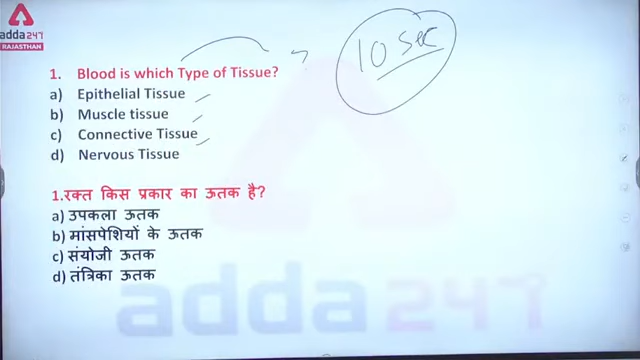 adda247
RAJASTHAN
10 Sec
1. Blood is which Type of Tissue?
a) Epithelial Tissue
b) Muscle tissue
c) Connective Tissue
d) Nervous Tissue
1.रक्त किस प्रकार का ऊतक है?
a) उपकला ऊतक
b) मांसपेशियों के ऊतक
c) संयोजी ऊतक
d) तंत्रिका ऊतक
adda247